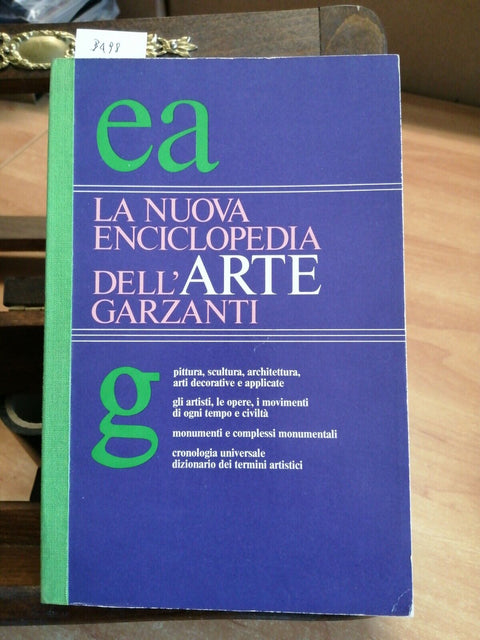 ea
LA NUOVA
ENCICLOPEDIA
DELL'ARTE
GARZANTI
g
pittura, scultura, architettura,
arti decorative e applicate
gli artisti, le opere, i movimenti
di ogni tempo e civiltà
monumenti e complessi monumentali
cronologia universale
dizionario dei termini artistici